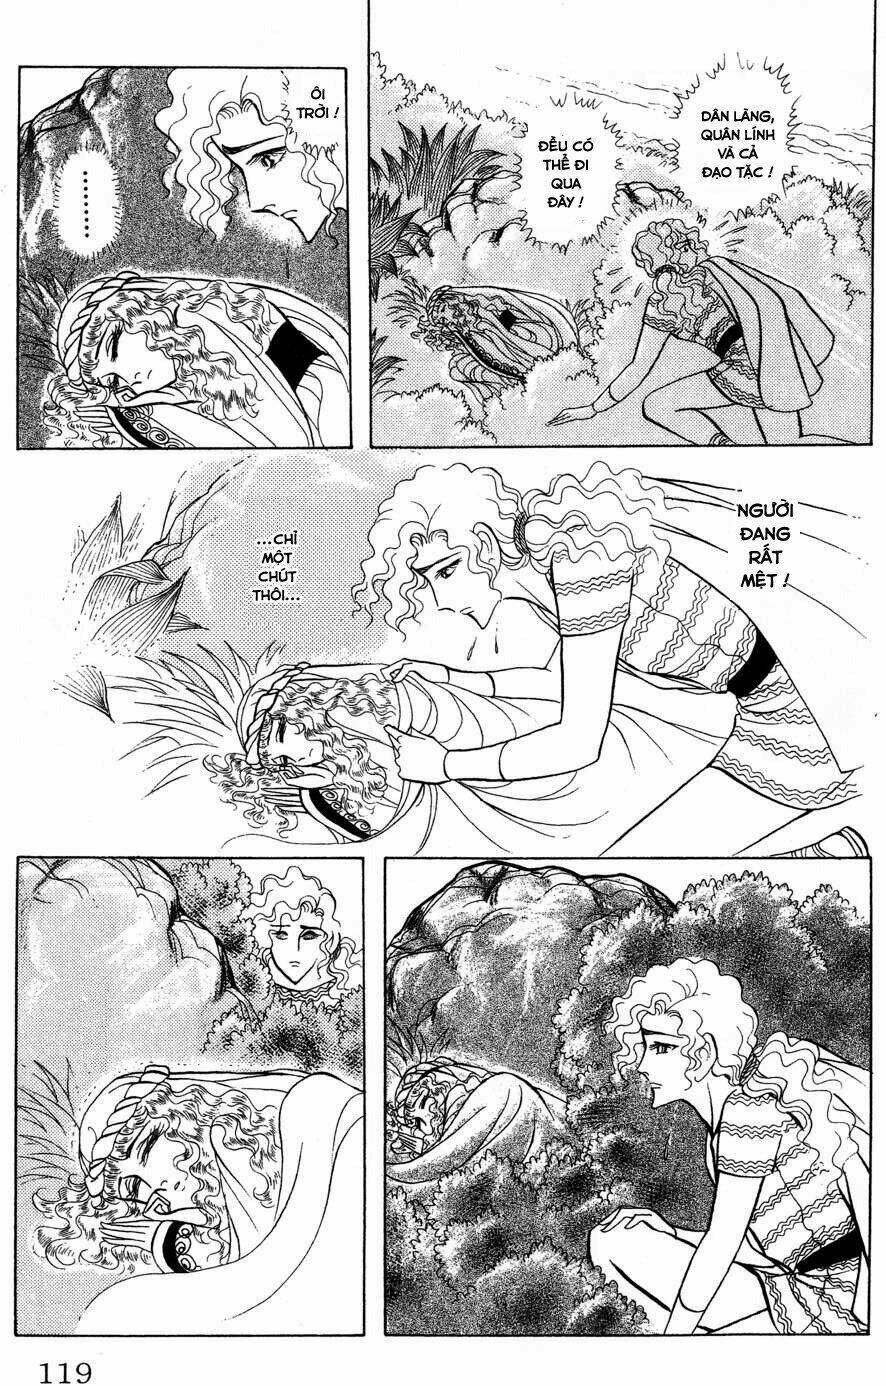 ÔI
TRỜI !
........
DÂN LÀNG,
QUÂN LÍNH
VÀ CẢ
ĐẠO TẶC !
ĐỀU CÓ
THỂ ĐI
QUA
ĐÂY !
NGƯỜI
ĐANG
RẤT
MỆT !
...CHỈ
MỘT
CHÚT
THÔI...
119